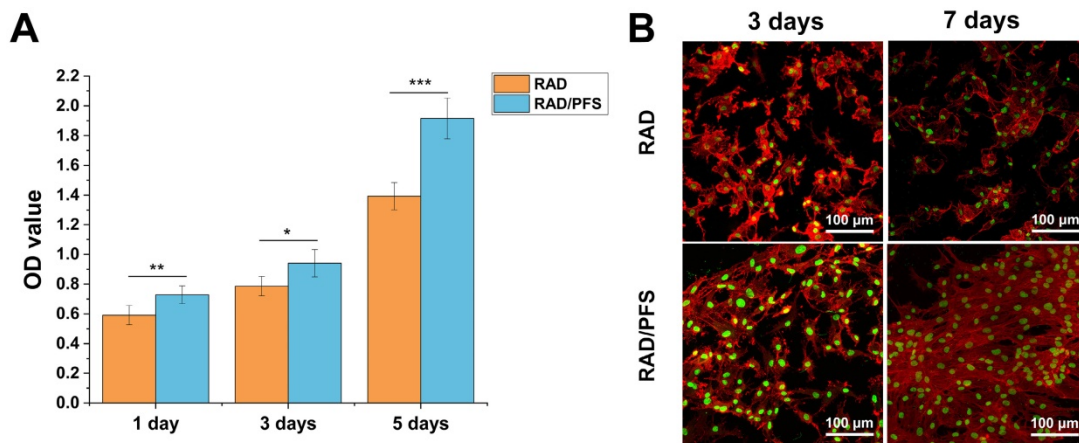 A
2.2
2.0
1.8
1.6
1.4
1.2
1.0
0.8
0.6
0.4
0.2
0.0
OD value
**
*
***
1 day
3 days
5 days
RAD
RAD/PFS
B
3 days
7 days
RAD
100 µm
100 µm
RAD/PFS
100 µm
100 µm